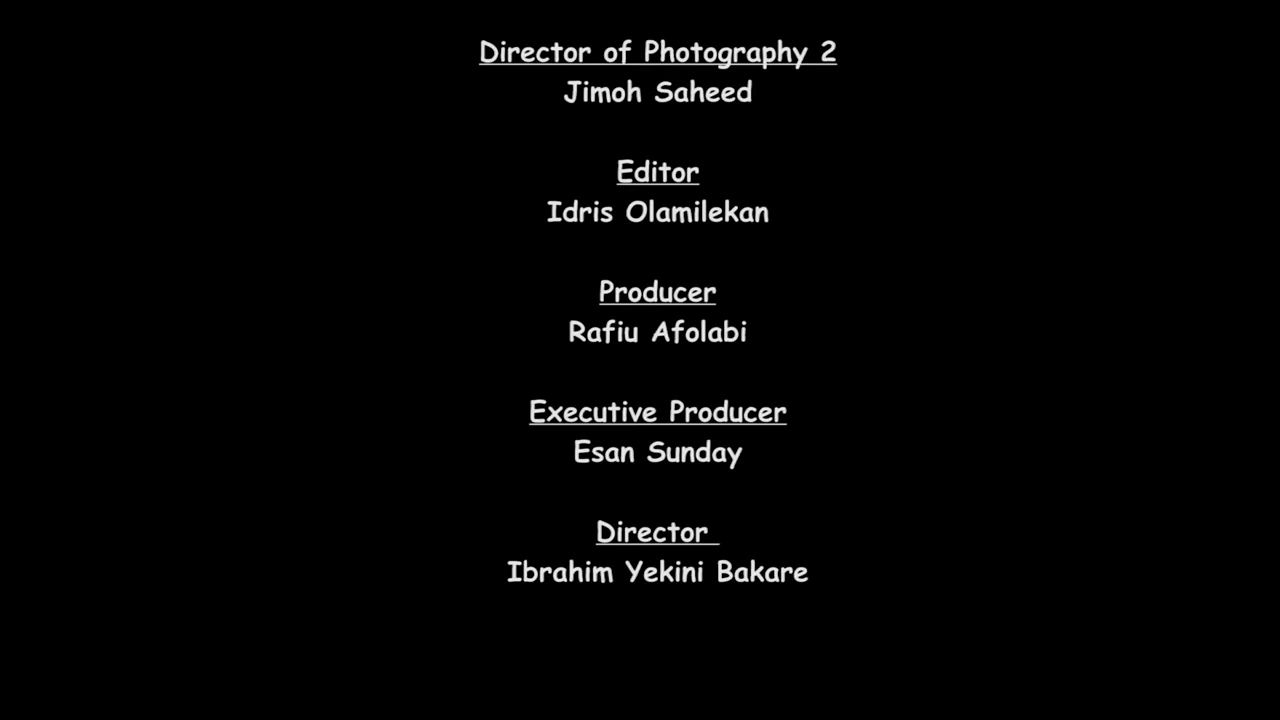 Director of Photography 2
Jimoh Saheed
Editor
Idris Olamilekan
Producer
Rafiu Afolabi
Executive Producer
Esan Sunday
Director
Ibrahim Yekini Bakare